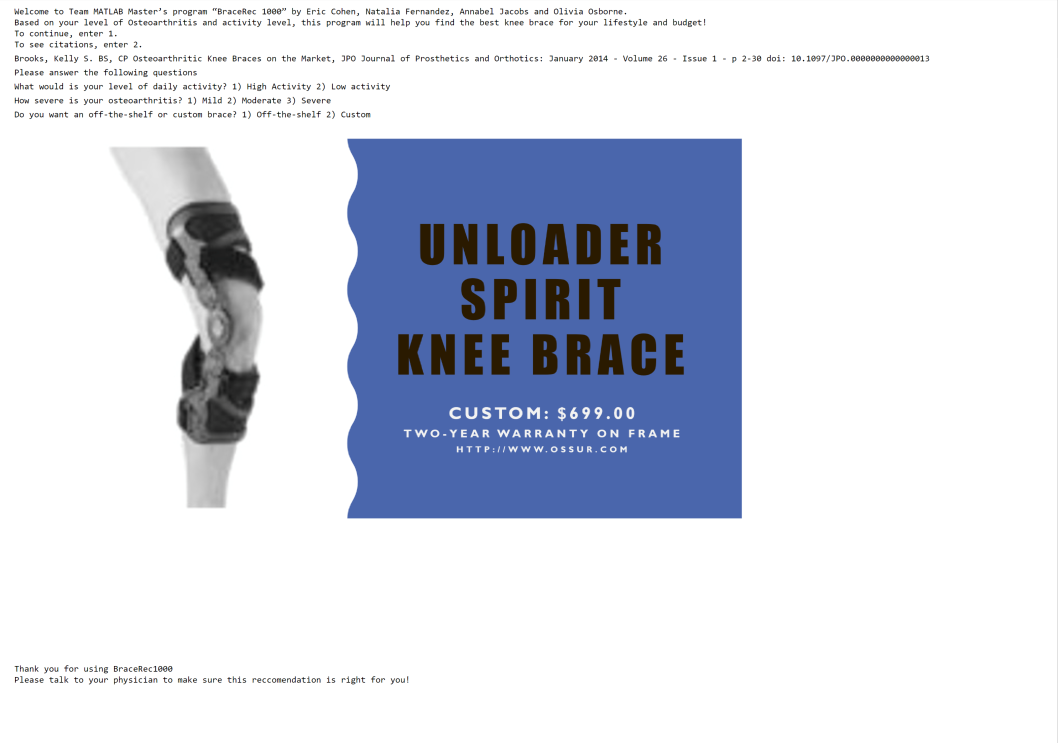 Welcome to Team MATLAB Master's program “BraceRec 1000” by Eric Cohen, Natalia Fernandez, Annabel Jacobs and Olivia Osborne.
Based on your level of Osteoarthritis and activity level, this program will help you find the best knee brace for your lifestyle and budget!
To continue, enter 1.
To see citations, enter 2.
Brooks, Kelly S. BS, CP Osteoarthritic Knee Braces on the Market, JPO Journal of Prosthetics and Orthotics: January 2014 - Volume 26 - Issue 1 - p 2-30 doi: 10.1097/JPO.0000000000000013
Please answer the following questions
What would is your level of daily activity? 1) High Activity 2) Low activity
How severe is your osteoarthritis? 1) Mild 2) Moderate 3) Severe
Do you want an off-the-shelf or custom brace? 1) Off-the-shelf 2) Custom
UNLOADER
SPIRIT
KNEE BRACE
CUSTOM: $699.00
TWO-YEAR WARRANTY ON FRAME
HTTP://WWW.OSSUR.COM
Thank you for using BraceRec1000
Please talk to your physician to make sure this reccomendation is right for you!